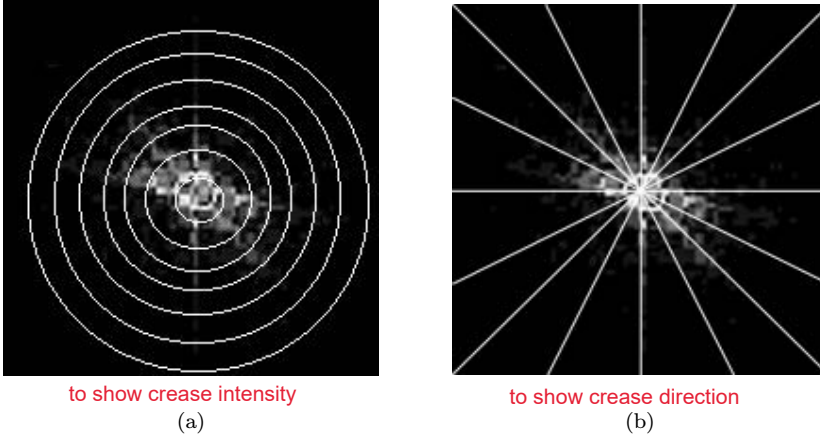 to show crease intensity
(a)
to show crease direction
(b)